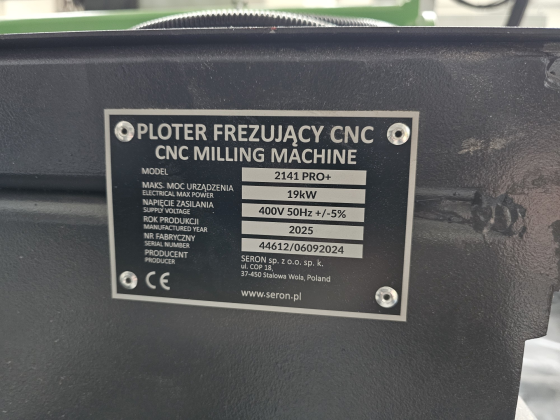 PLOTER FREZUJĄCY CNC
CNC MILLING MACHINE
MODEL 2141 PRO+
MAKS. MOC URZĄDZENIA 19kW
ELECTRICAL MAX POWER
NAPIĘCIE ZASILANIA 400V 50Hz +/-5%
SUPPLY VOLTAGE
ROK PRODUKCJI 2025
MANUFACTURED YEAR
NR FABRYCZNY 44612/06092024
SERIAL NUMBER
PRODUCENT SERON sp. z o.o. sp. k.
PRODUCER ul. COP 18,
37-450 Stalowa Wola, Poland
CE www.seron.pl